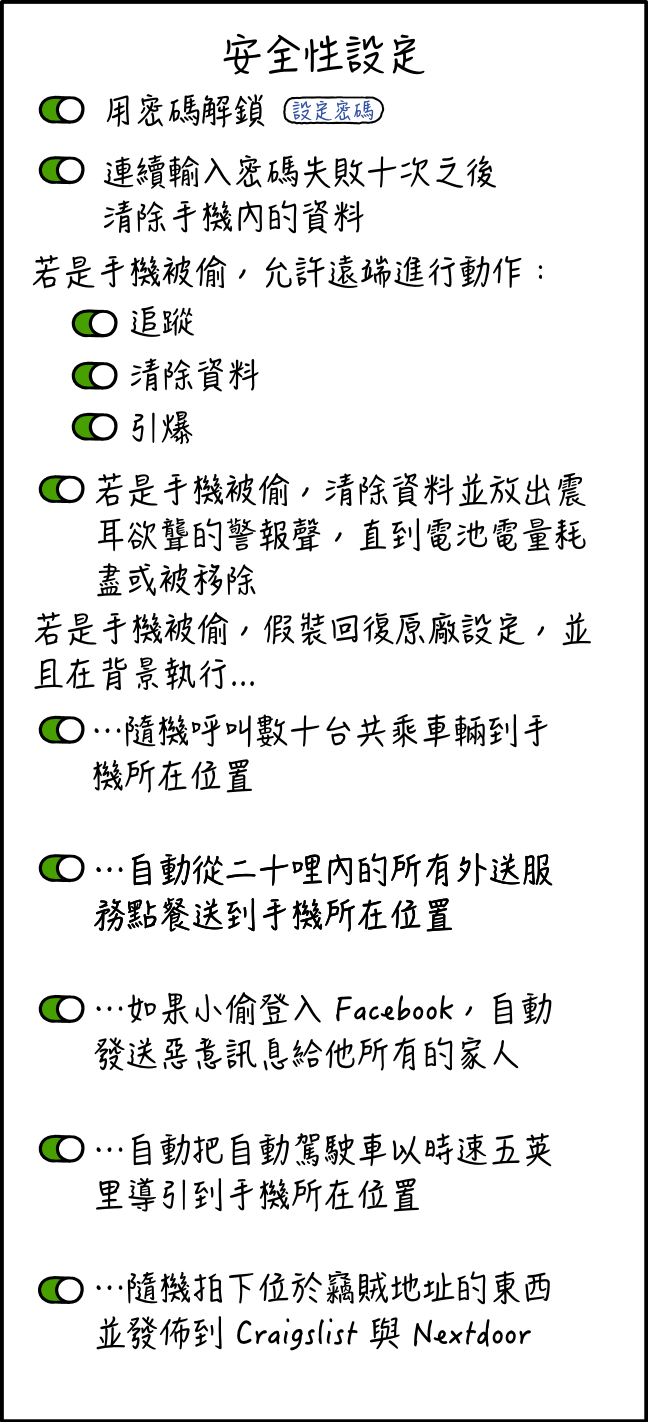 安全性設定
用密碼解鎖 設定密碼
連續輸入密碼失敗十次之後
清除手機內的資料
若是手機被偷，允許遠端進行動作：
追蹤
清除資料
引爆
若是手機被偷，清除資料並放出震
耳欲聾的警報聲，直到電池電量耗
盡或被移除
若是手機被偷，假裝回復原廠設定，並
且在背景執行...
…隨機呼叫數十台共乘車輛到手
機所在位置
…自動從二十哩內的所有外送服
務點餐送到手機所在位置
…如果小偷登入 Facebook，自動
發送惡意訊息給他所有的家人
…自動把自動駕駛車以時速五英
里導引到手機所在位置
…隨機拍下位於竊賊地址的東西
並發佈到 Craigslist 與 Nextdoor